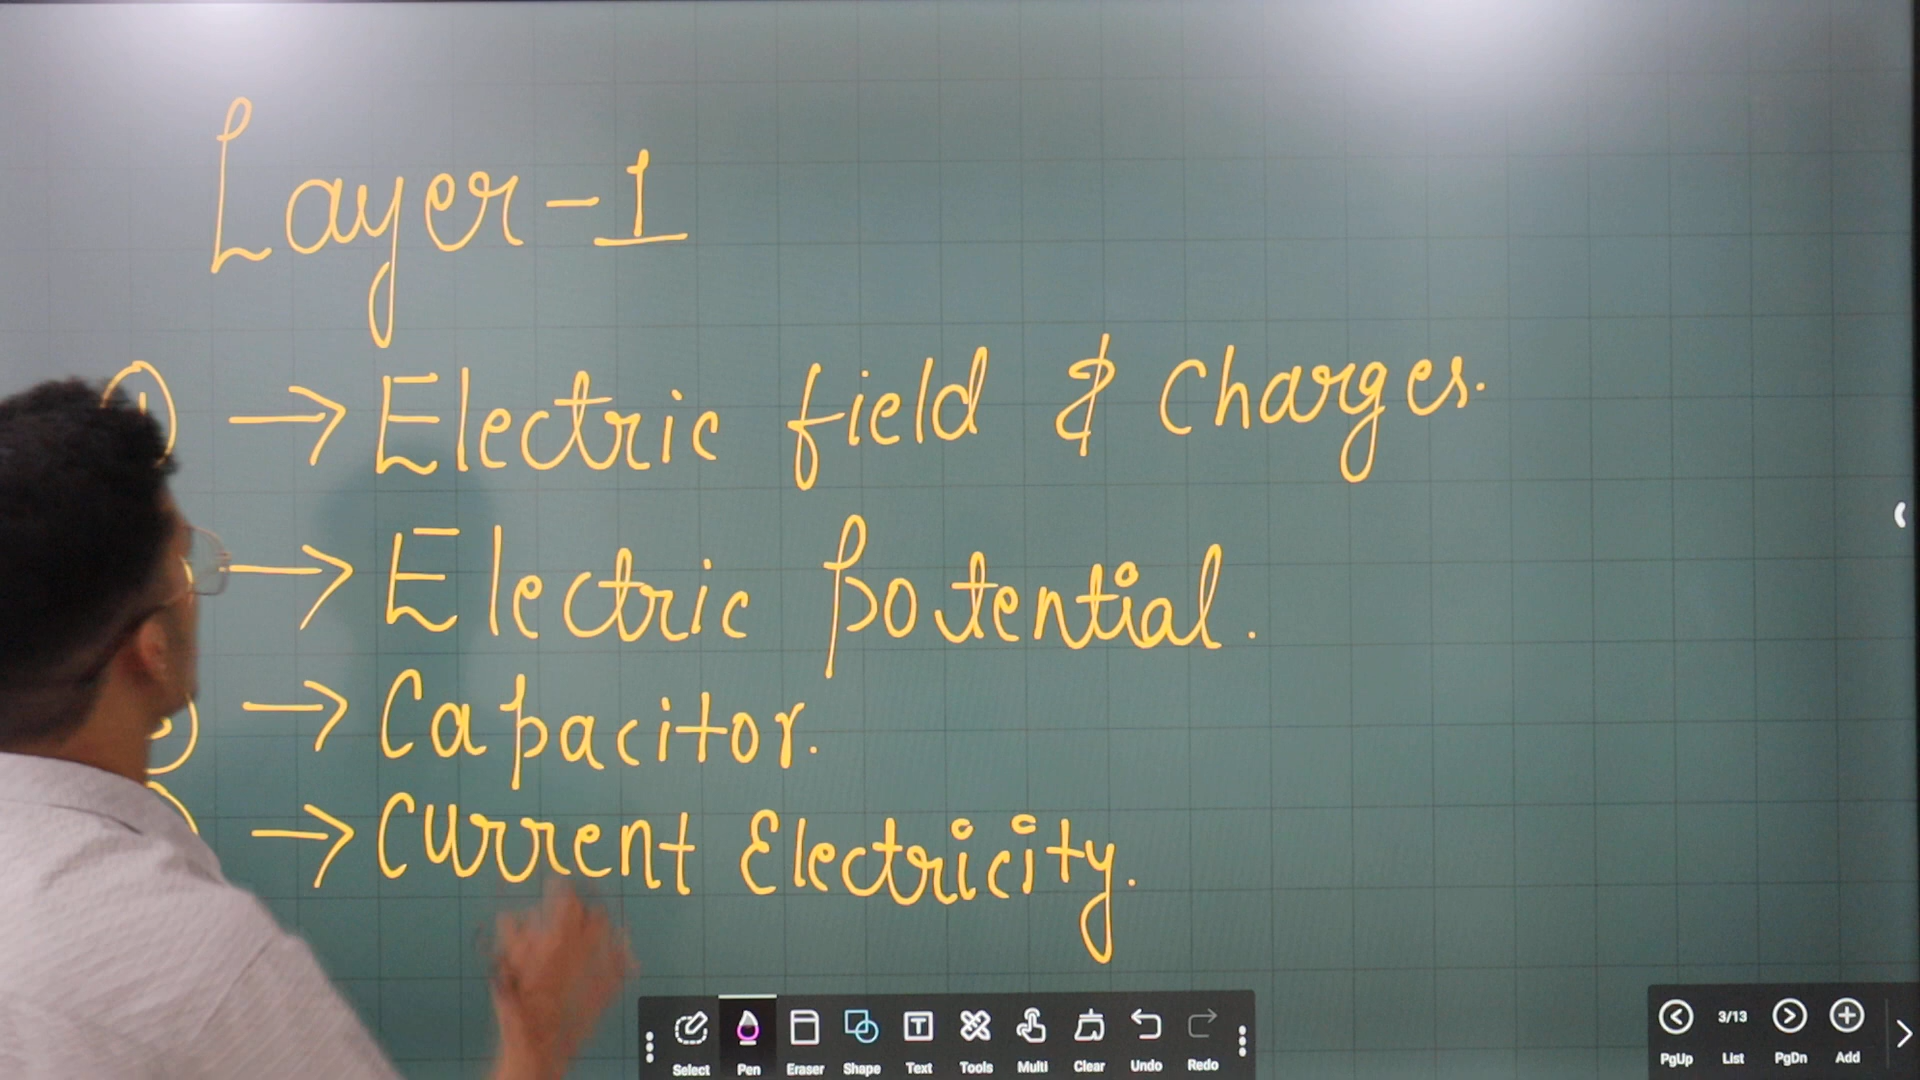 Layer-1
① → Electric field & Charges.
→ Electric Potential.
→ Capacitor.
→ Current Electricity.
Select Pen Eraser Shape Text Tools Multi Clear Undo Redo
3/13
PgUp List PgDn Add